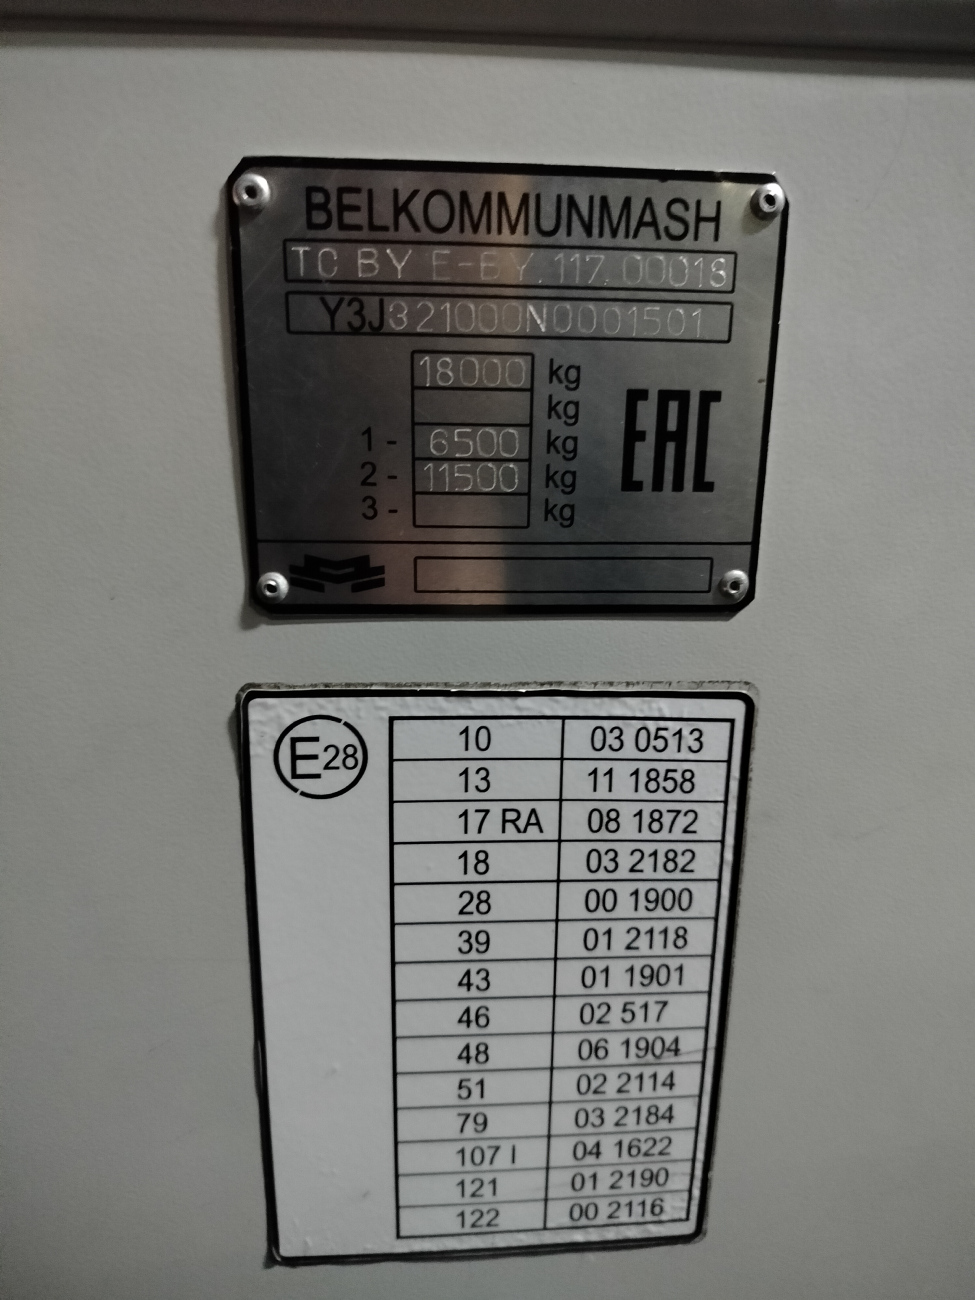 BELKOMMUNMASH
TC BY E-BY.117.00018
Y3J321000N0001501
18000 kg
kg
1 - 6500 kg
2 - 11500 kg
3 - kg
EAC
E28
10 03 0513
13 11 1858
17 RA 08 1872
18 03 2182
28 00 1900
39 01 2118
43 01 1901
46 02 517
48 06 1904
51 02 2114
79 03 2184
107 I 04 1622
121 01 2190
122 00 2116